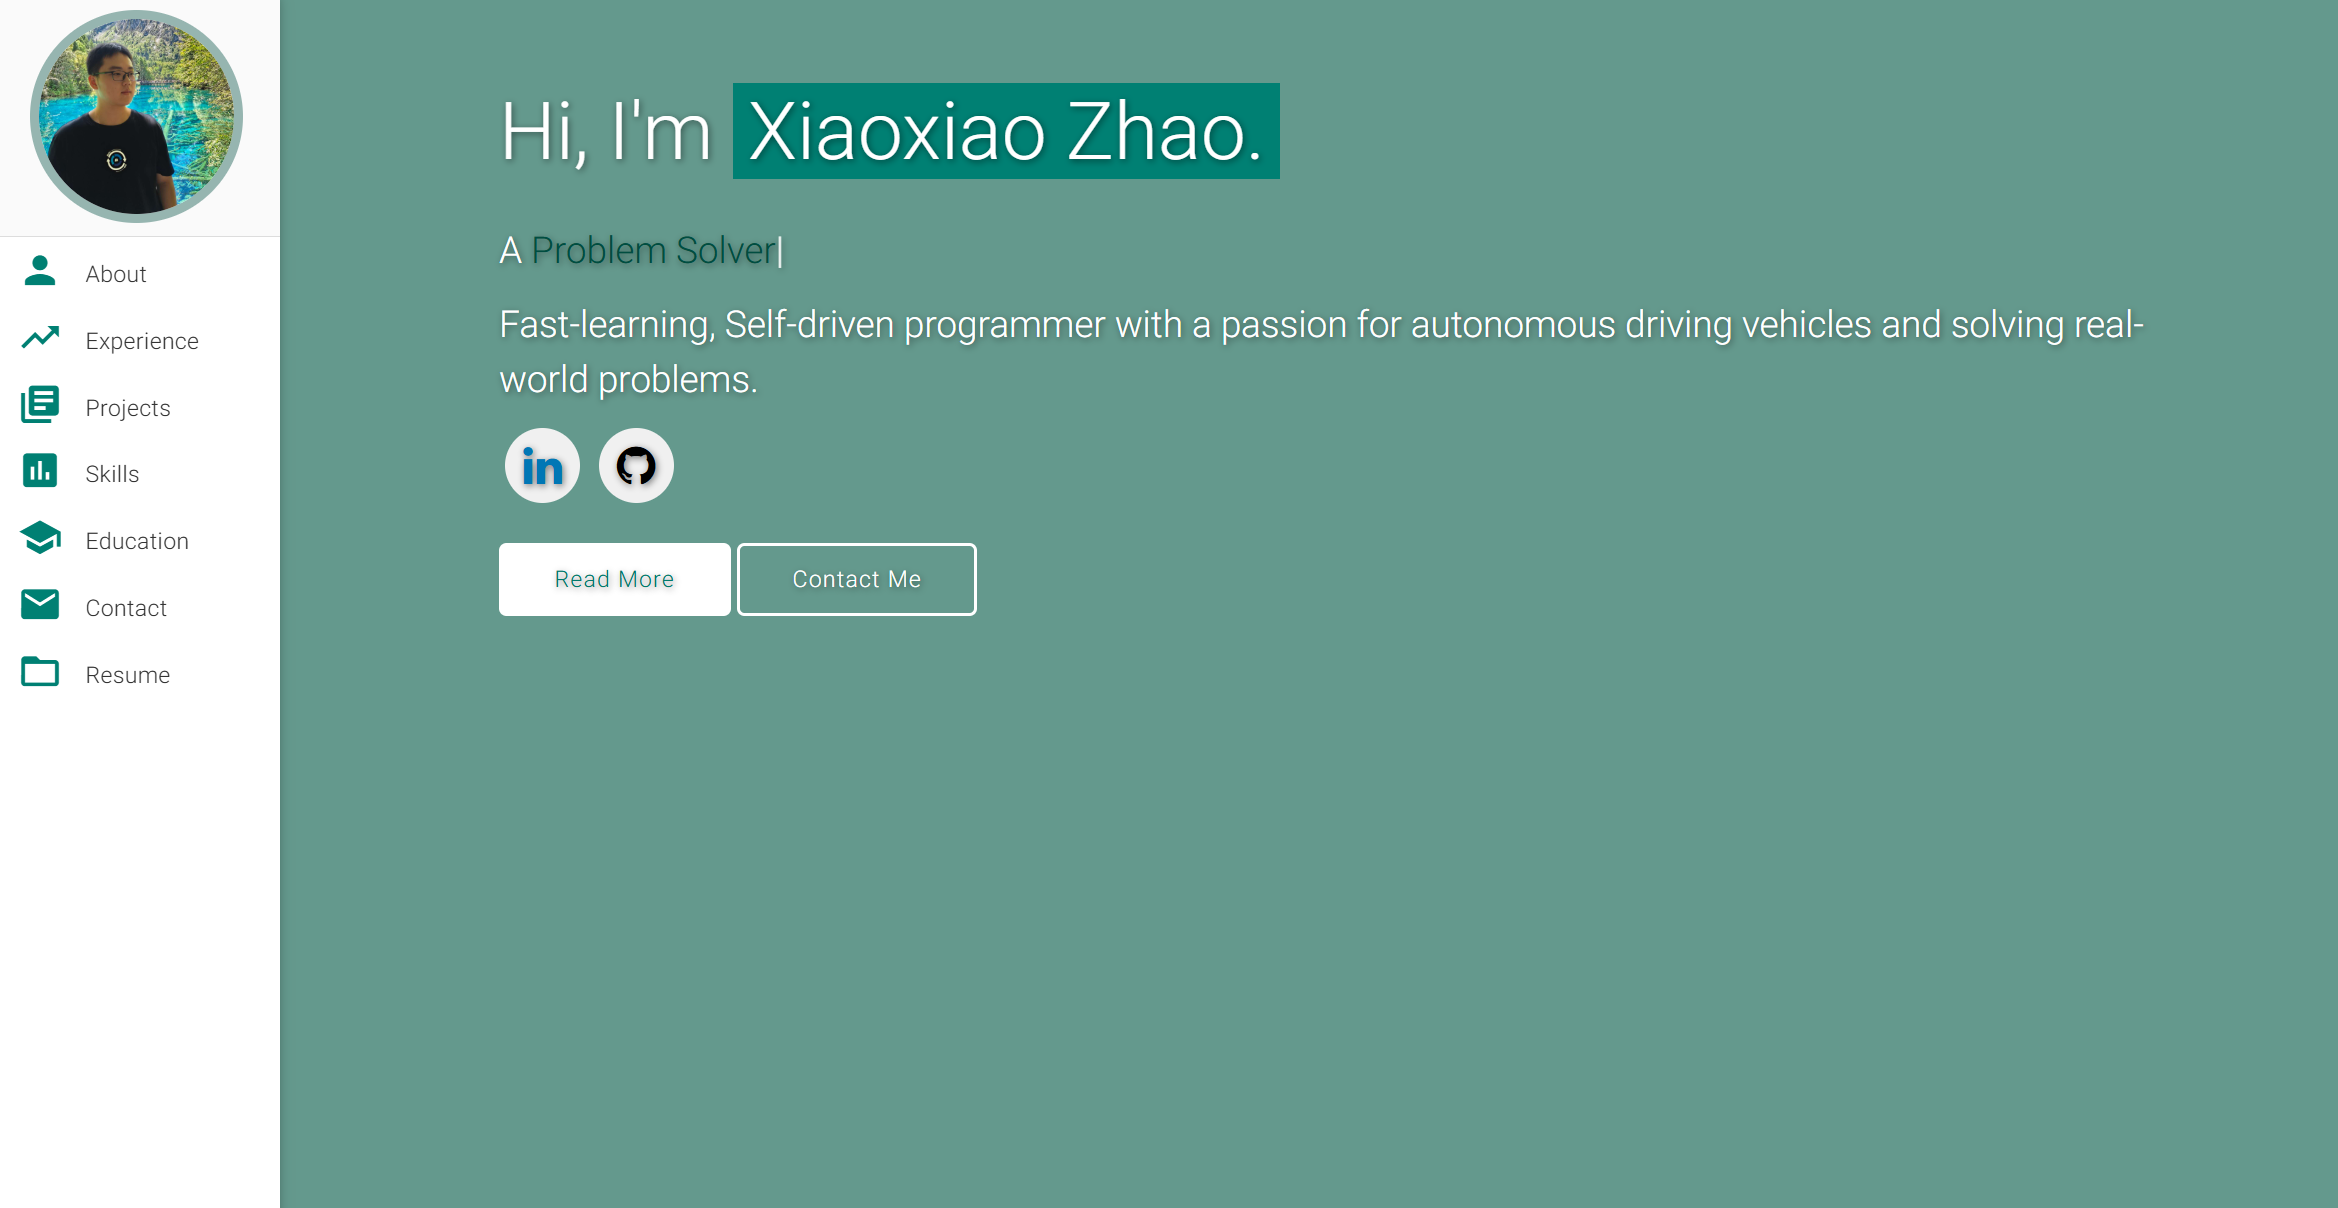 About
Experience
Projects
Skills
Education
Contact
Resume
Hi, I'm Xiaoxiao Zhao.
A Problem Solver|
Fast-learning, Self-driven programmer with a passion for autonomous driving vehicles and solving real-
world problems.
in
Read More
Contact Me